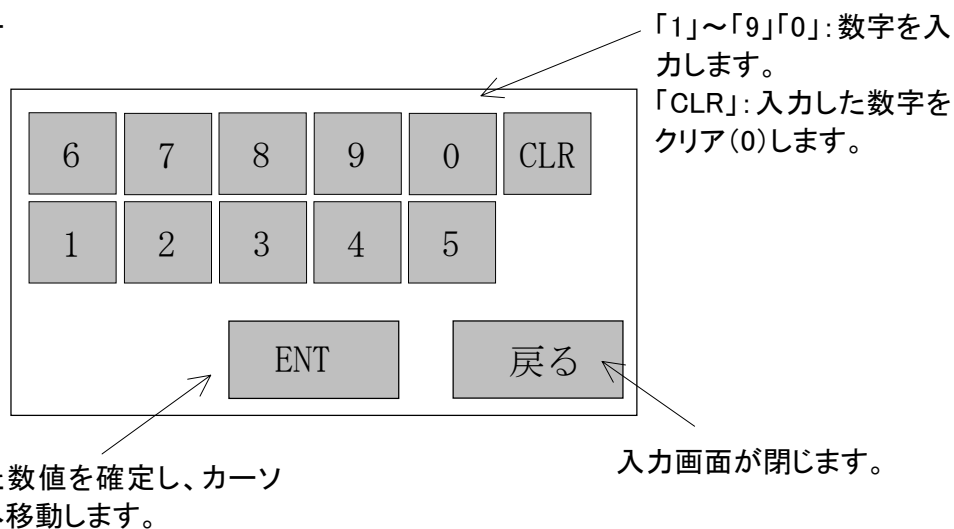 「1」～「9」「0」：数字を入
力します。
「CLR」：入力した数字を
クリア（0）します。
6 7 8 9 0 CLR
1 2 3 4 5
ENT 戻る
入力画面が閉じます。
数値を確定し、カーソ
移動します。